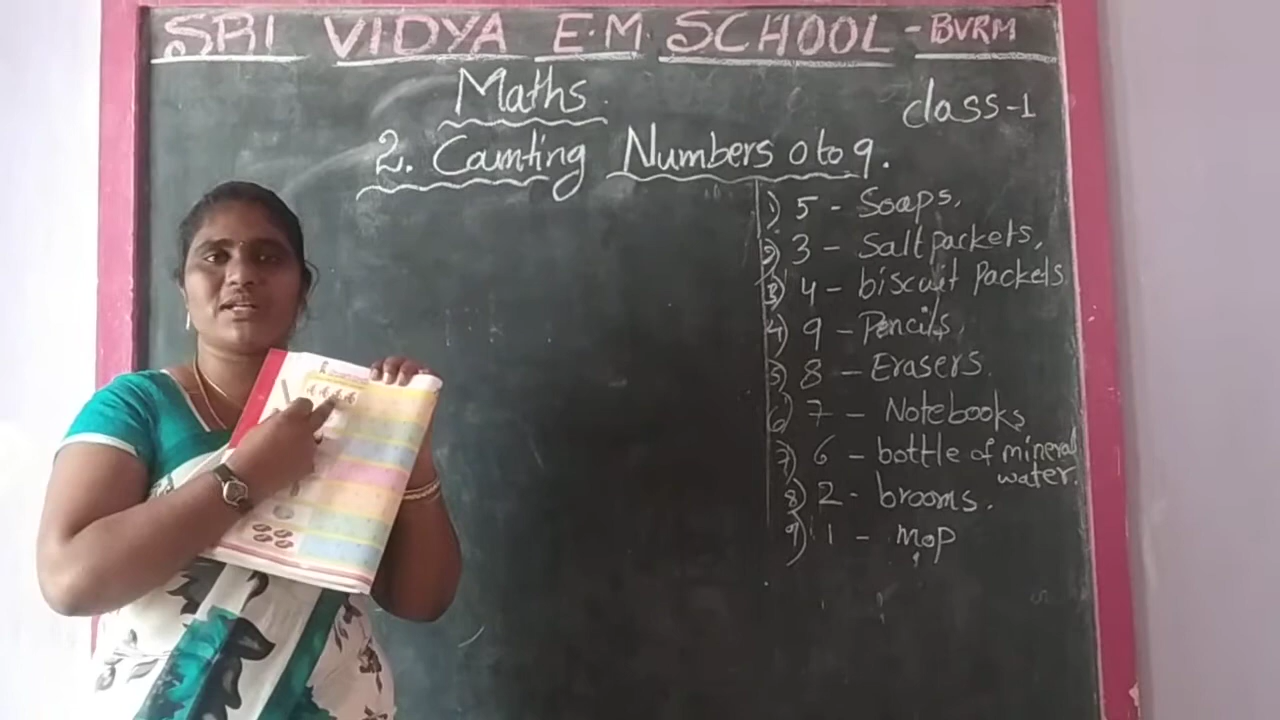 SRI VIDYA E.M. SCHOOL - BVRM
Maths.
class-1
2. Counting Numbers 0 to 9.
1) 5 - Soaps,
2) 3 - Salt packets,
3) 4 - biscuit Packets
4) 9 - Pencils,
5) 8 - Erasers.
6) 7 - Notebooks
7) 6 - bottle of mineral
water.
8) 2 - brooms.
9) 1 - mop